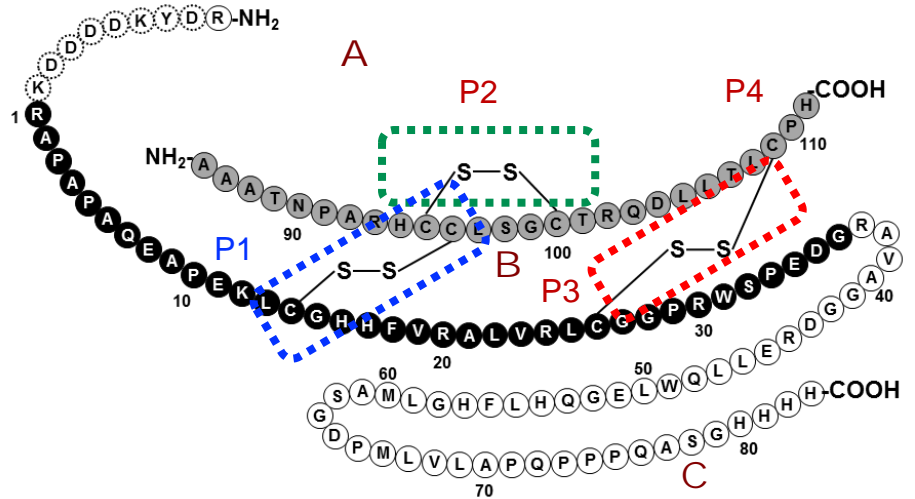 K D D D D K Y D R -NH2
A
P2
P4
-COOH
1
NH2- A A A T N P A R H C C L S G C T R Q D L L T I C P H
90
100
110
S S
P1
B
P3
S S
S S
R A P A P A Q E A P E K L C G H H F V R A L V R L C G G P R W S P E D G
10
20
30
R A V A G G D R E L L Q W L E G Q H L F H G L M A S G D P M L V L A P Q P P P Q A S G H H H H -COOH
40
50
60
70
80
C